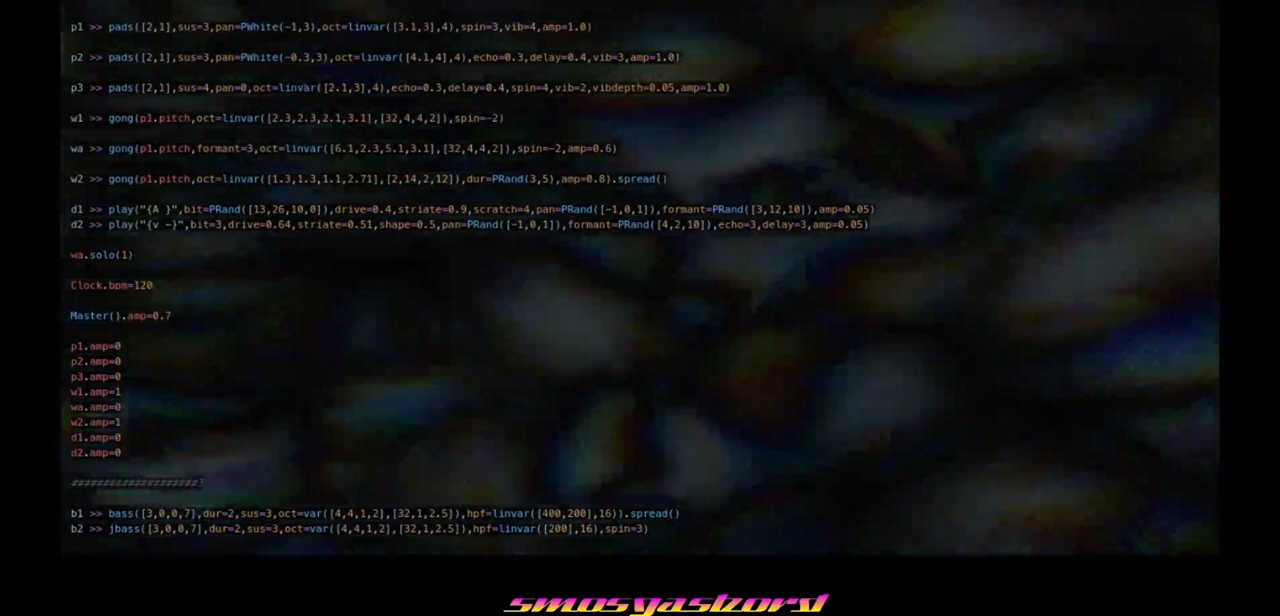 p1 >> pads([2,1],sus=3,pan=PWhite(-1,3),oct=linvar([3.1,3],4),spin=3,vib=4,amp=1.0)
p2 >> pads([2,1],sus=3,pan=PWhite(-0.3,3),oct=linvar([4.1,4],4),echo=0.3,delay=0.4,vib=3,amp=1.0)
p3 >> pads([2,1],sus=4,pan=0,oct=linvar([2.1,3],4),echo=0.3,delay=0.4,spin=4,vib=2,vibdepth=0.05,amp=1.0)
w1 >> gong(p1.pitch,oct=linvar([2.3,2.3,2.1,3.1],[32,4,4,2]),spin=-2)
wa >> gong(p1.pitch,formant=3,oct=linvar([6.1,2.3,5.1,3.1],[32,4,4,2]),spin=-2,amp=0.6)
w2 >> gong(p1.pitch,oct=linvar([1.3,1.3,1.1,2.71],[2,14,2,12]),dur=PRand(3,5),amp=0.8).spread()
d1 >> play("{A }",bit=PRand([13,26,10,0]),drive=0.4,striate=0.9,scratch=4,pan=PRand([-1,0,1]),formant=PRand([3,12,10]),amp=0.05)
d2 >> play("{v -}",bit=3,drive=0.64,striate=0.51,shape=0.5,pan=PRand([-1,0,1]),formant=PRand([4,2,10]),echo=3,delay=3,amp=0.05)
wa.solo(1)
Clock.bpm=120
Master().amp=0.7
p1.amp=0
p2.amp=0
p3.amp=0
w1.amp=1
wa.amp=0
w2.amp=1
d1.amp=0
d2.amp=0
####################3
b1 >> bass([3,0,0,7],dur=2,sus=3,oct=var([4,4,1,2],[32,1,2.5]),hpf=linvar([400,200],16)).spread()
b2 >> jbass([3,0,0,7],dur=2,sus=3,oct=var([4,4,1,2],[32,1,2.5]),hpf=linvar([200],16),spin=3)